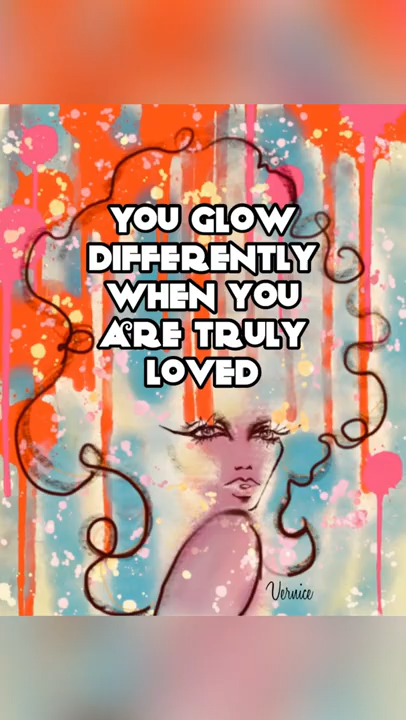 YOU GLOW
DIFFERENTLY
WHEN YOU
ARE TRULY
LOVED
Vernice